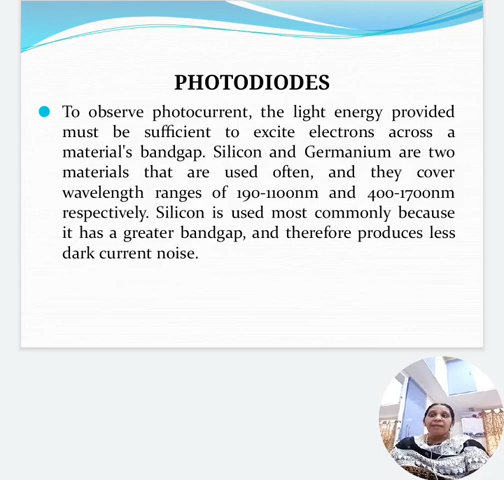 PHOTODIODES
To observe photocurrent, the light energy provided
must be sufficient to excite electrons across a
material's bandgap. Silicon and Germanium are two
materials that are used often, and they cover
wavelength ranges of 190-1100nm and 400-1700nm
respectively. Silicon is used most commonly because
it has a greater bandgap, and therefore produces less
dark current noise.